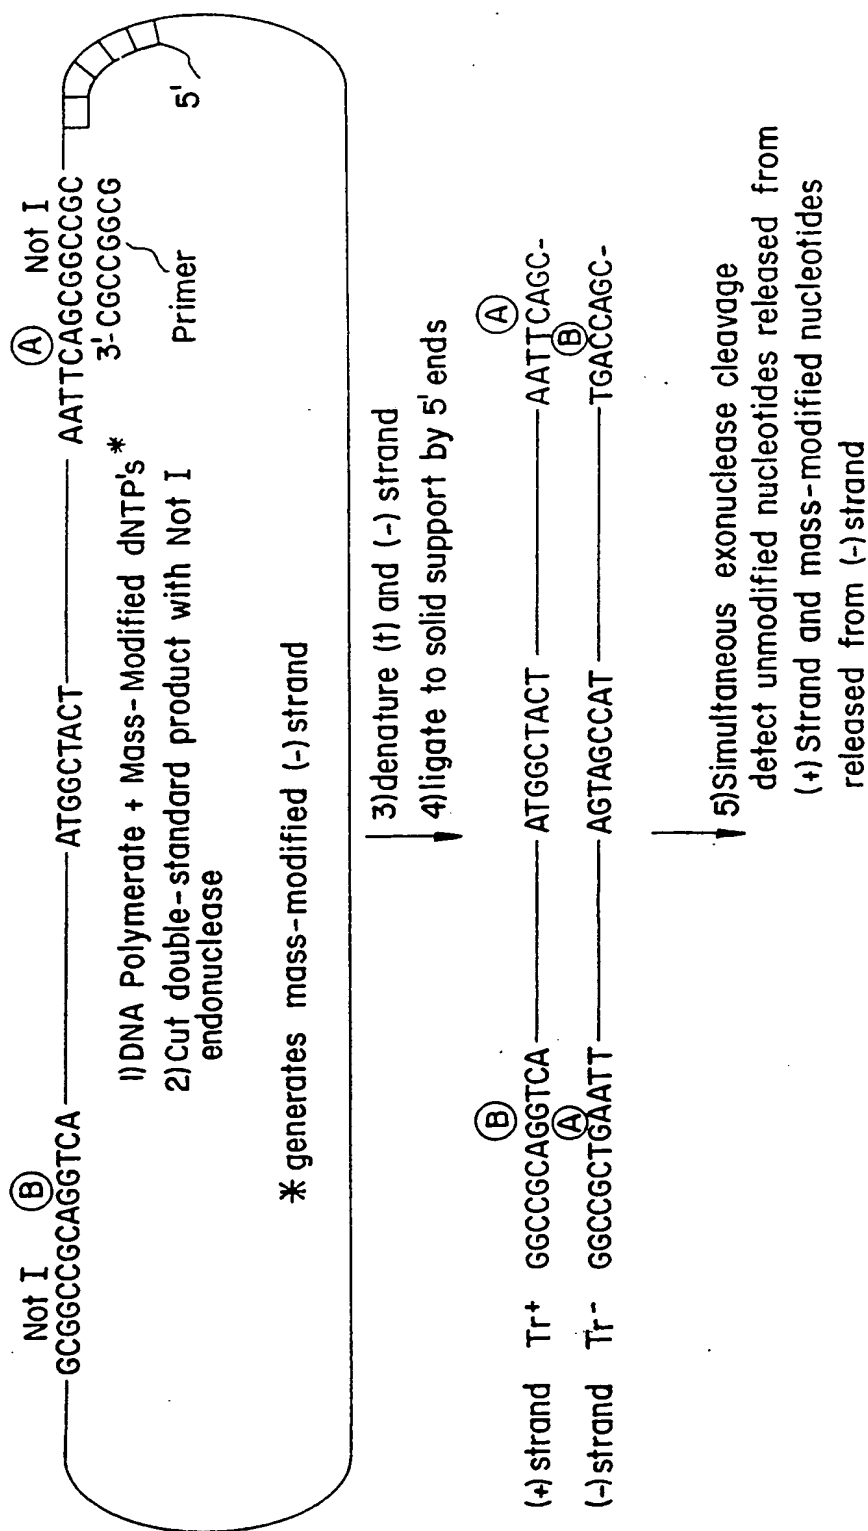 Not I Ⓑ
GCGGCCGCAGGTCA
ATGGCTACT
Ⓐ Not I
AATTCAGCGGCCGC
3'-CGCCGGCG
Primer
5'
1)DNA Polymerate + Mass-Modified dNTP's*
2)Cut double-standard product with Not I
endonuclease
*generates mass-modified (-) strand
3)denature (t) and (-) strand
4)ligate to solid support by 5' ends
Ⓑ Ⓐ
(+)strand Tr+ GGCCGCAGGTCA ATGGCTACT AATTCAGC-
Ⓐ Ⓑ
(-)strand Tr- GGCCGCTGAATT AGTAGCCAT TGACCAGC-
5)Simultaneous exonuclease cleavage
detect unmodified nucleotides released from
(+)Strand and mass-modified nucleotides
released from (-) strand